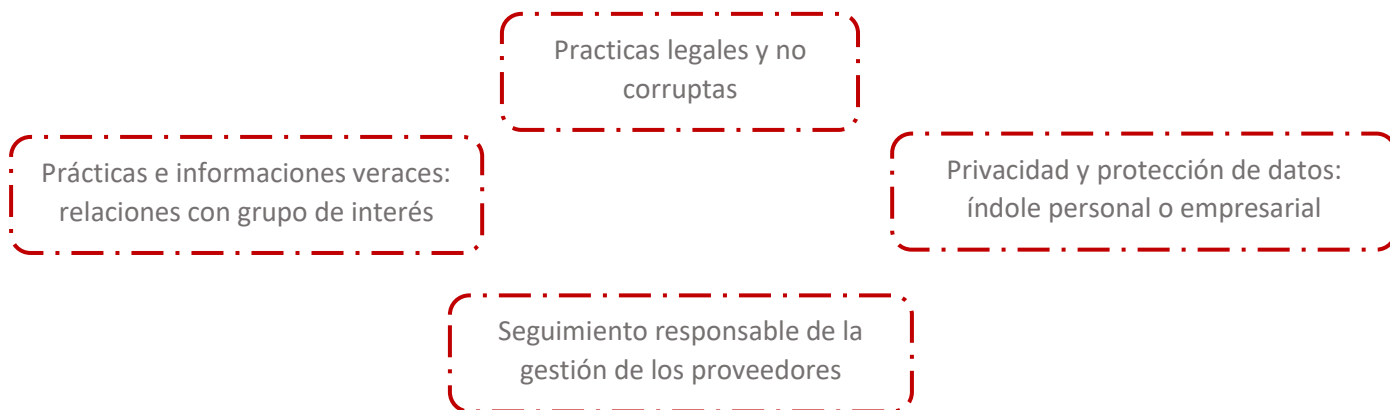 Practicas legales y no
corruptas
Prácticas e informaciones veraces:
relaciones con grupo de interés
Privacidad y protección de datos:
índole personal o empresarial
Seguimiento responsable de la
gestión de los proveedores